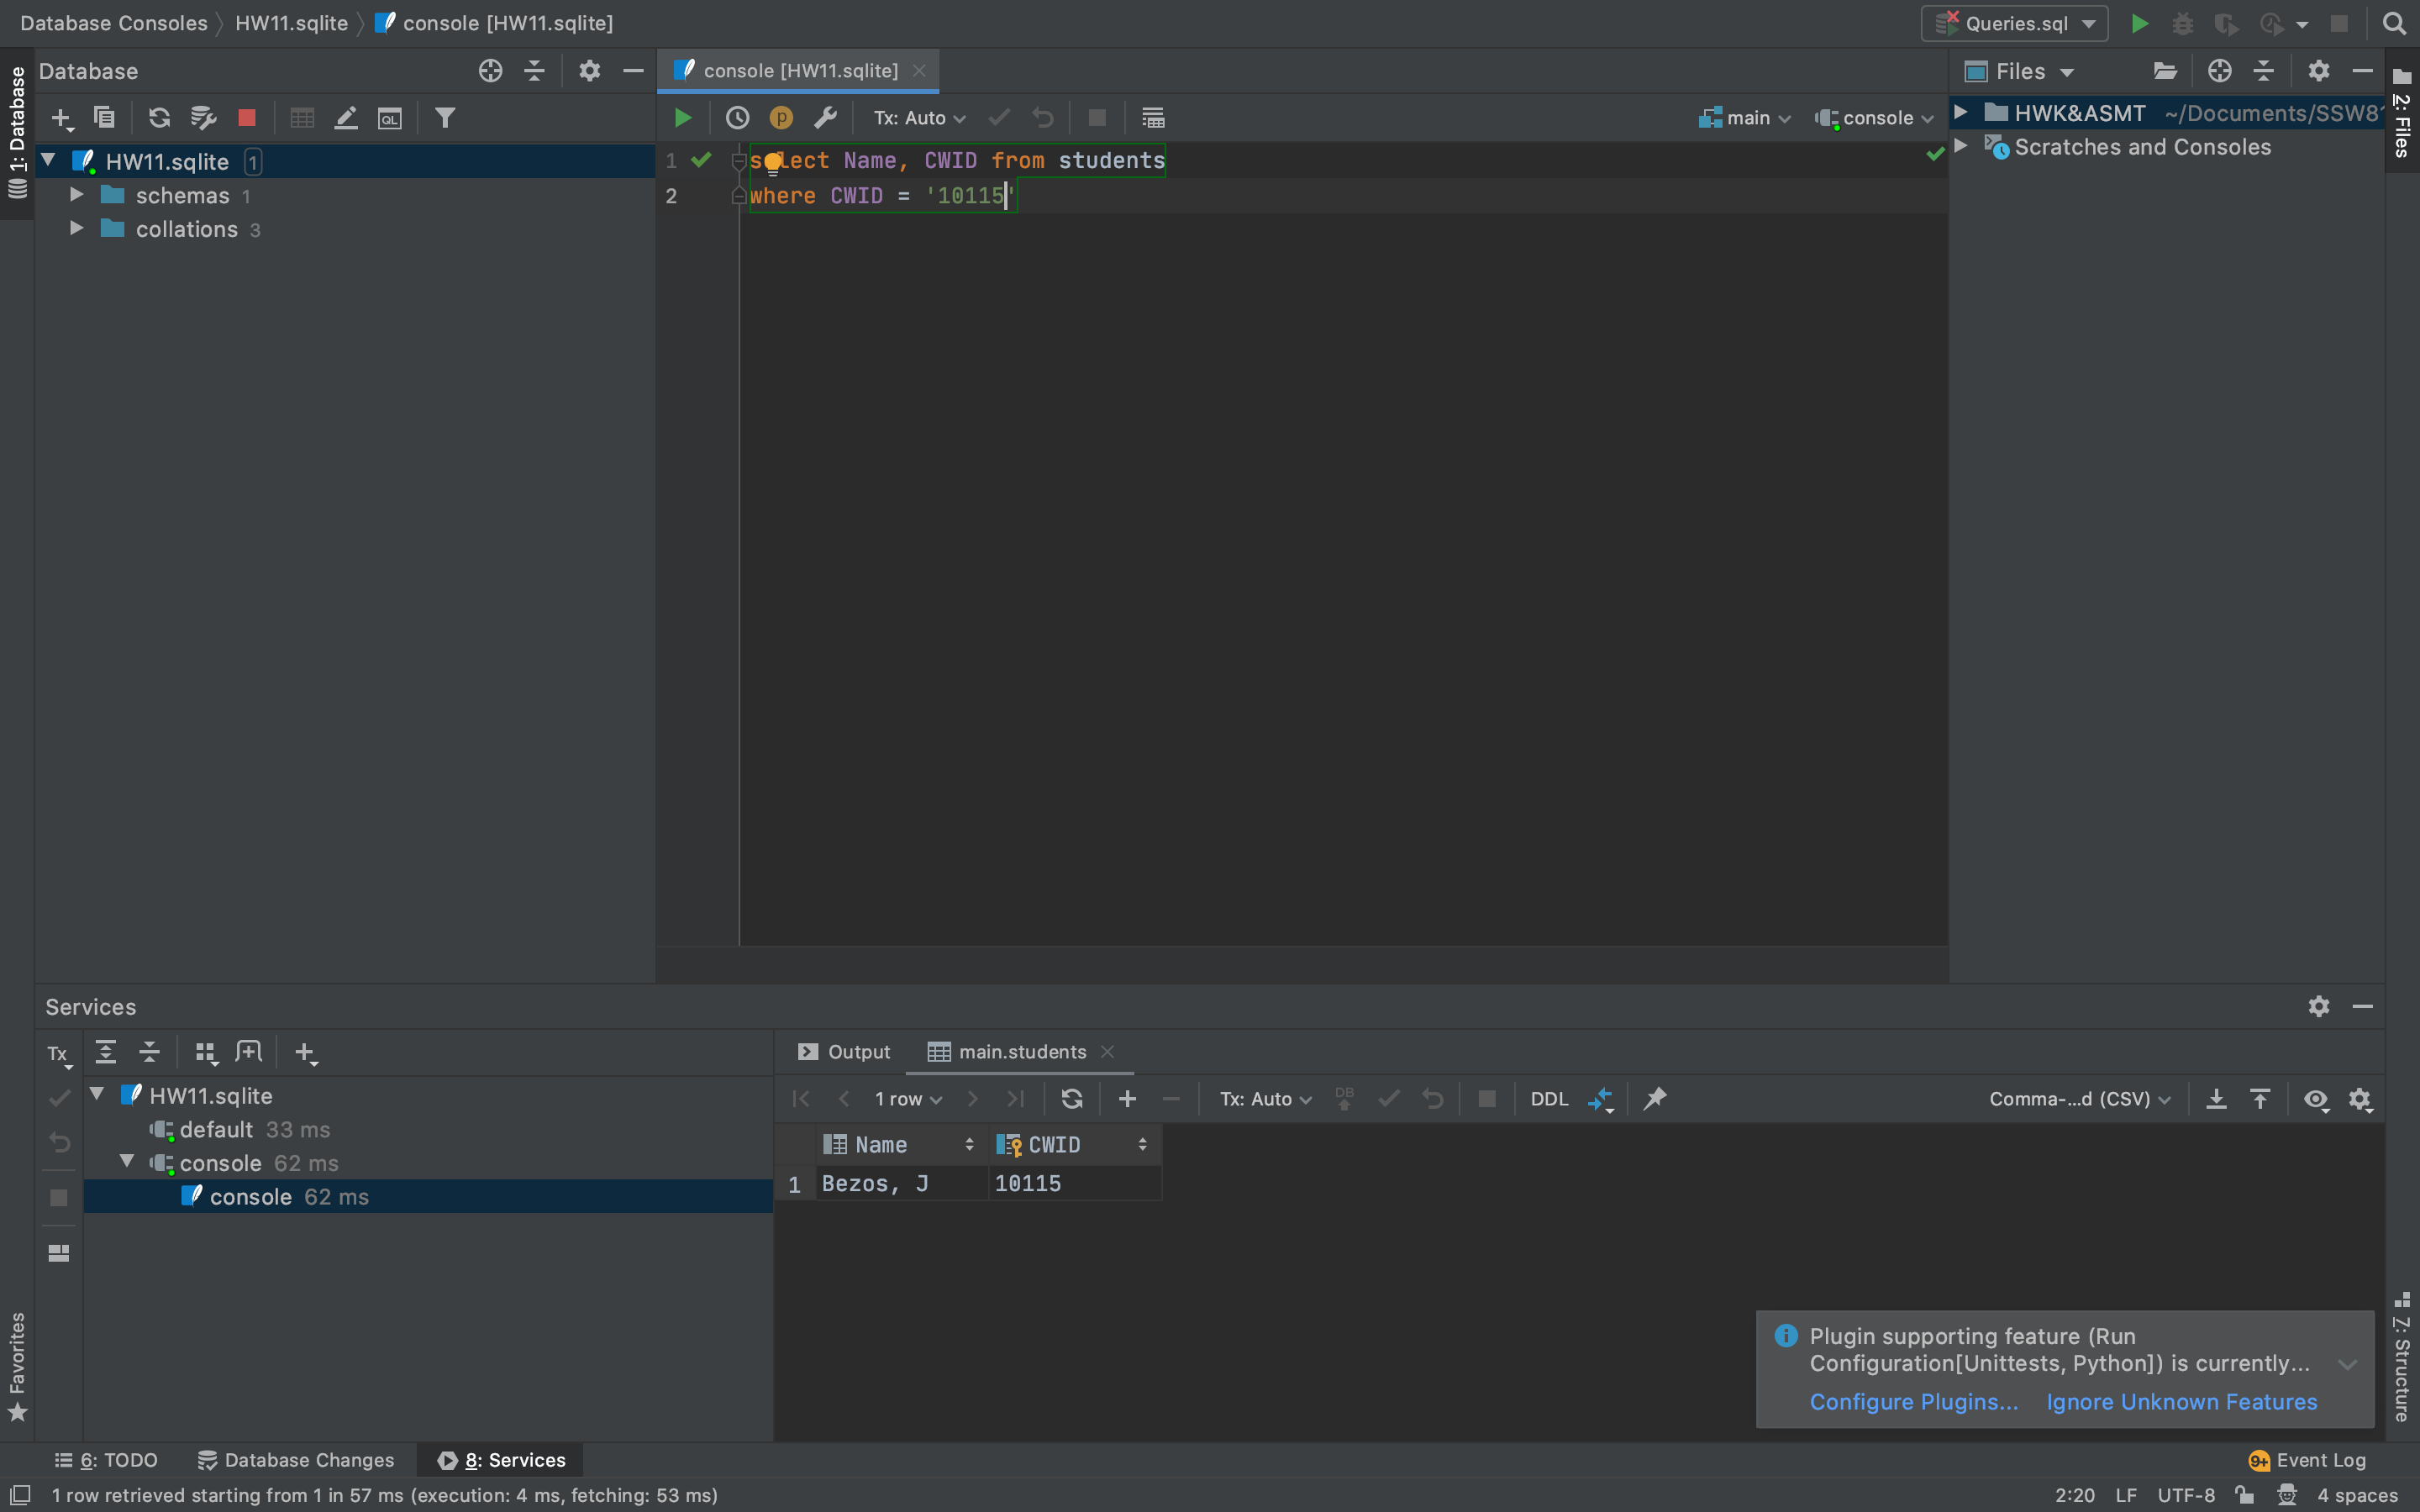 Database Consoles HW11.sqlite console [HW11.sqlite] Queries.sql
1: Database
Database
console [HW11.sqlite]
Files
2: Files
QL
p Tx: Auto main console
HW11.sqlite 1
schemas 1
collations 3
1 select Name, CWID from students
2 where CWID = '10115'
HWK&ASMT ~/Documents/SSW8
Scratches and Consoles
Services
Tx
HW11.sqlite
default 33 ms
console 62 ms
console 62 ms
Output main.students
1 row Tx: Auto DB DDL Comma-...d (CSV)
Name CWID
1 Bezos, J 10115
Plugin supporting feature (Run
Configuration[Unittests, Python]) is currently...
Configure Plugins... Ignore Unknown Features
Favorites
7: Structure
6: TODO Database Changes 8: Services 9+ Event Log
1 row retrieved starting from 1 in 57 ms (execution: 4 ms, fetching: 53 ms) 2:20 LF UTF-8 4 spaces